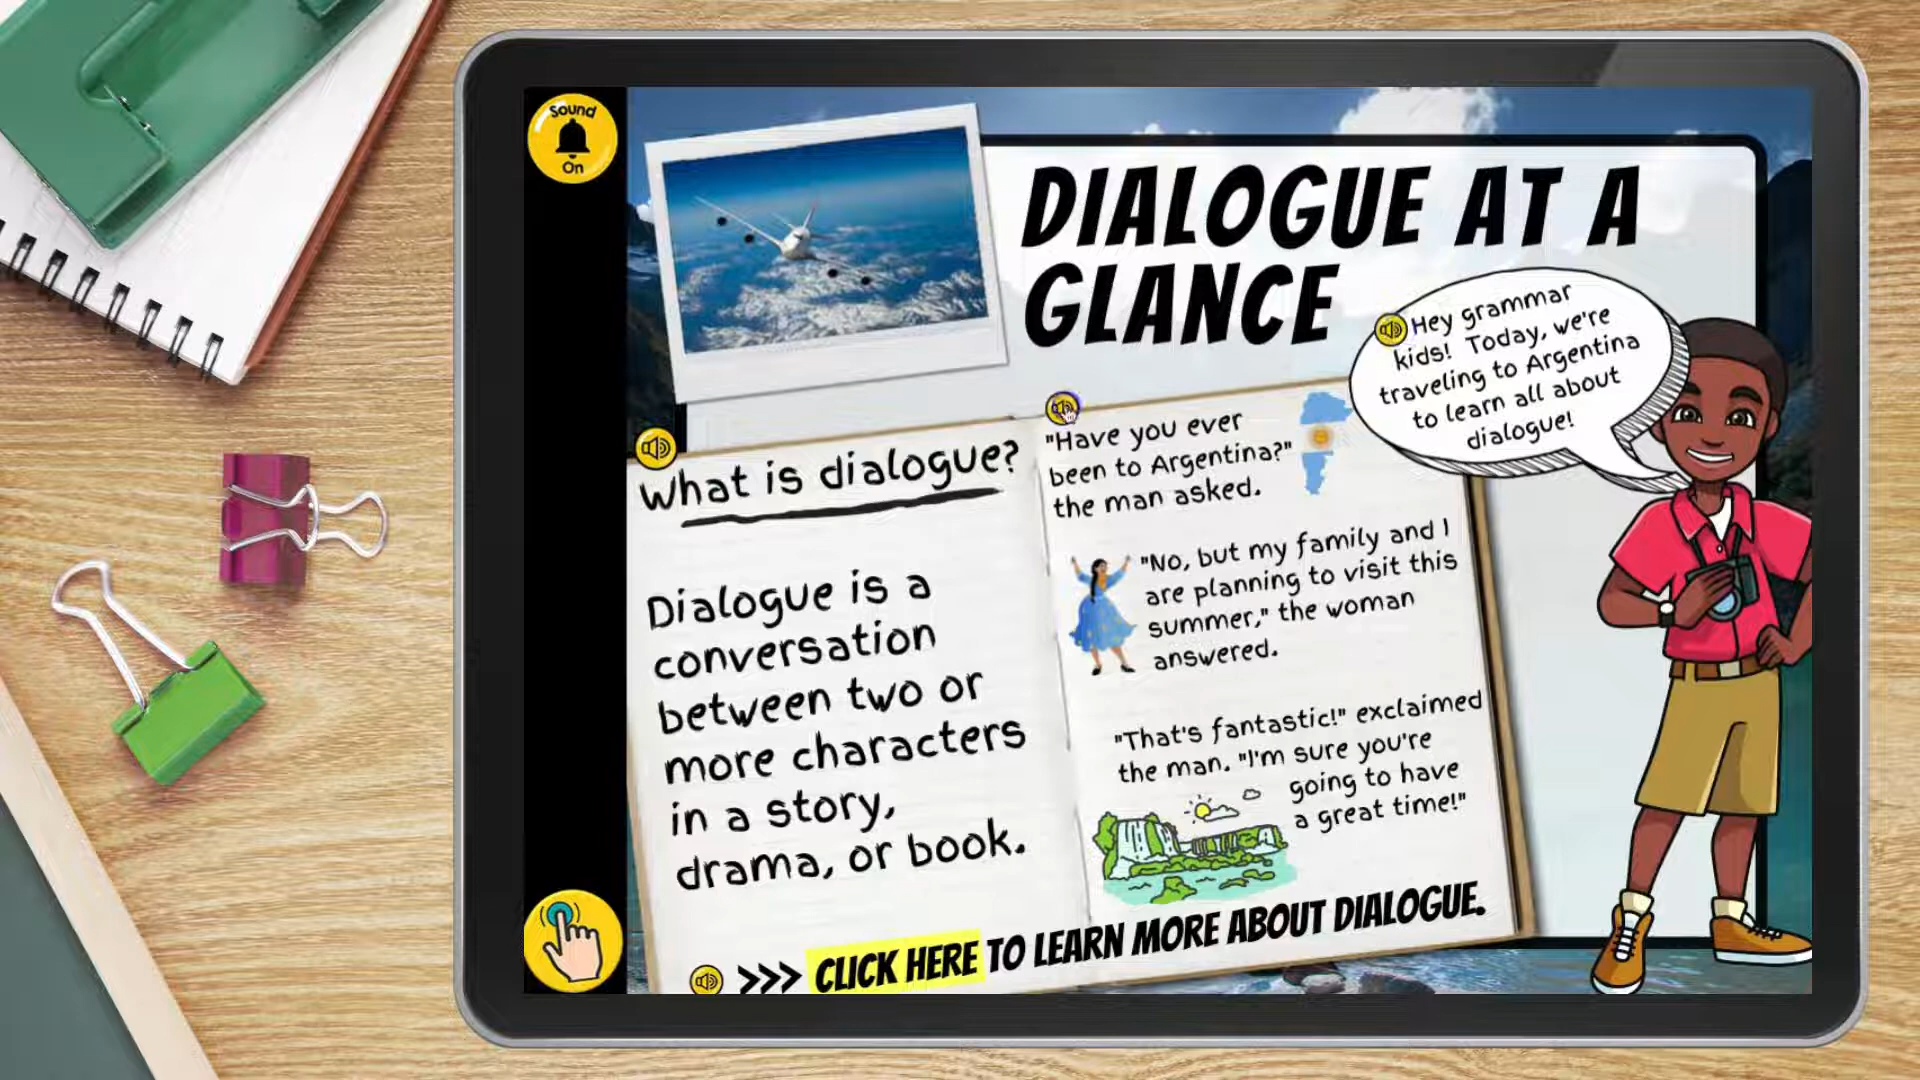 Sound
On
DIALOGUE AT A
GLANCE
Hey grammar
kids! Today, we're
traveling to Argentina
to learn all about
dialogue!
What is dialogue?
Dialogue is a
conversation
between two or
more characters
in a story,
drama, or book.
"Have you ever
been to Argentina?"
the man asked.
"No, but my family and I
are planning to visit this
summer," the woman
answered.
"That's fantastic!" exclaimed
the man. "I'm sure you're
going to have
a great time!"
>>> CLICK HERE TO LEARN MORE ABOUT DIALOGUE.